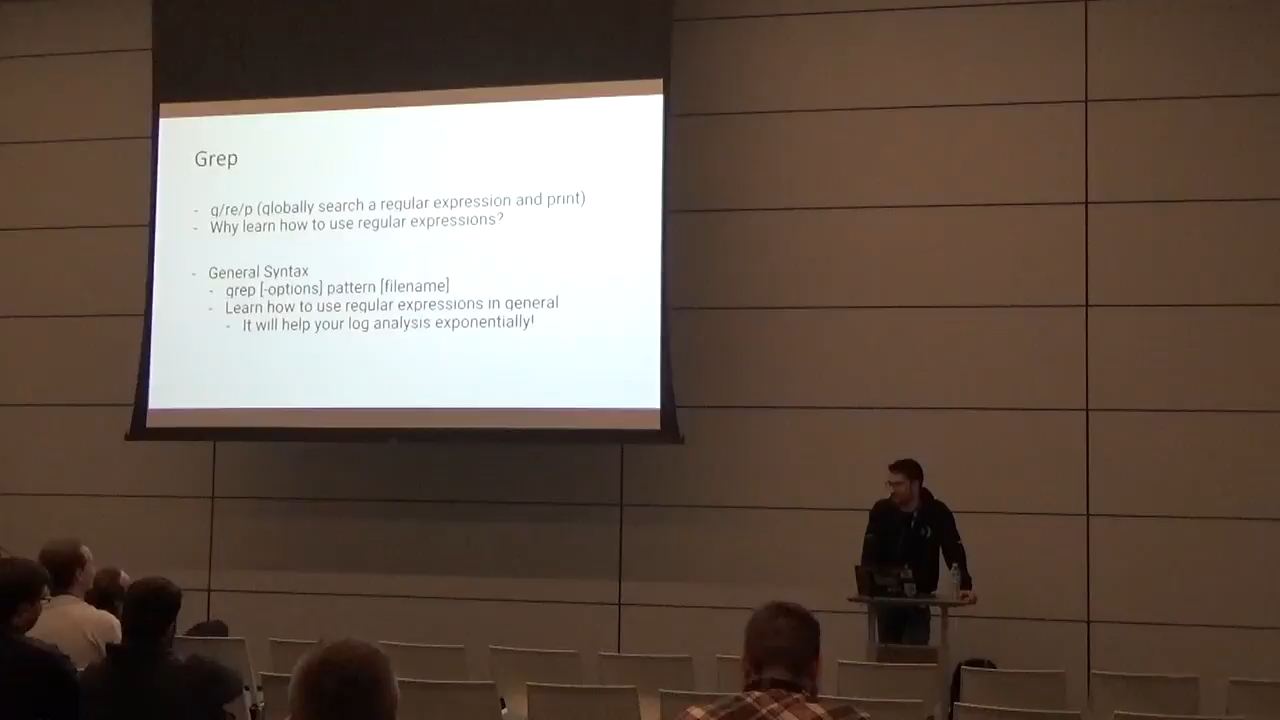 Grep
- g/re/p (globally search a regular expression and print)
- Why learn how to use regular expressions?
- General Syntax
- grep [-options] pattern [filename]
- Learn how to use regular expressions in general
- It will help your log analysis exponentially!